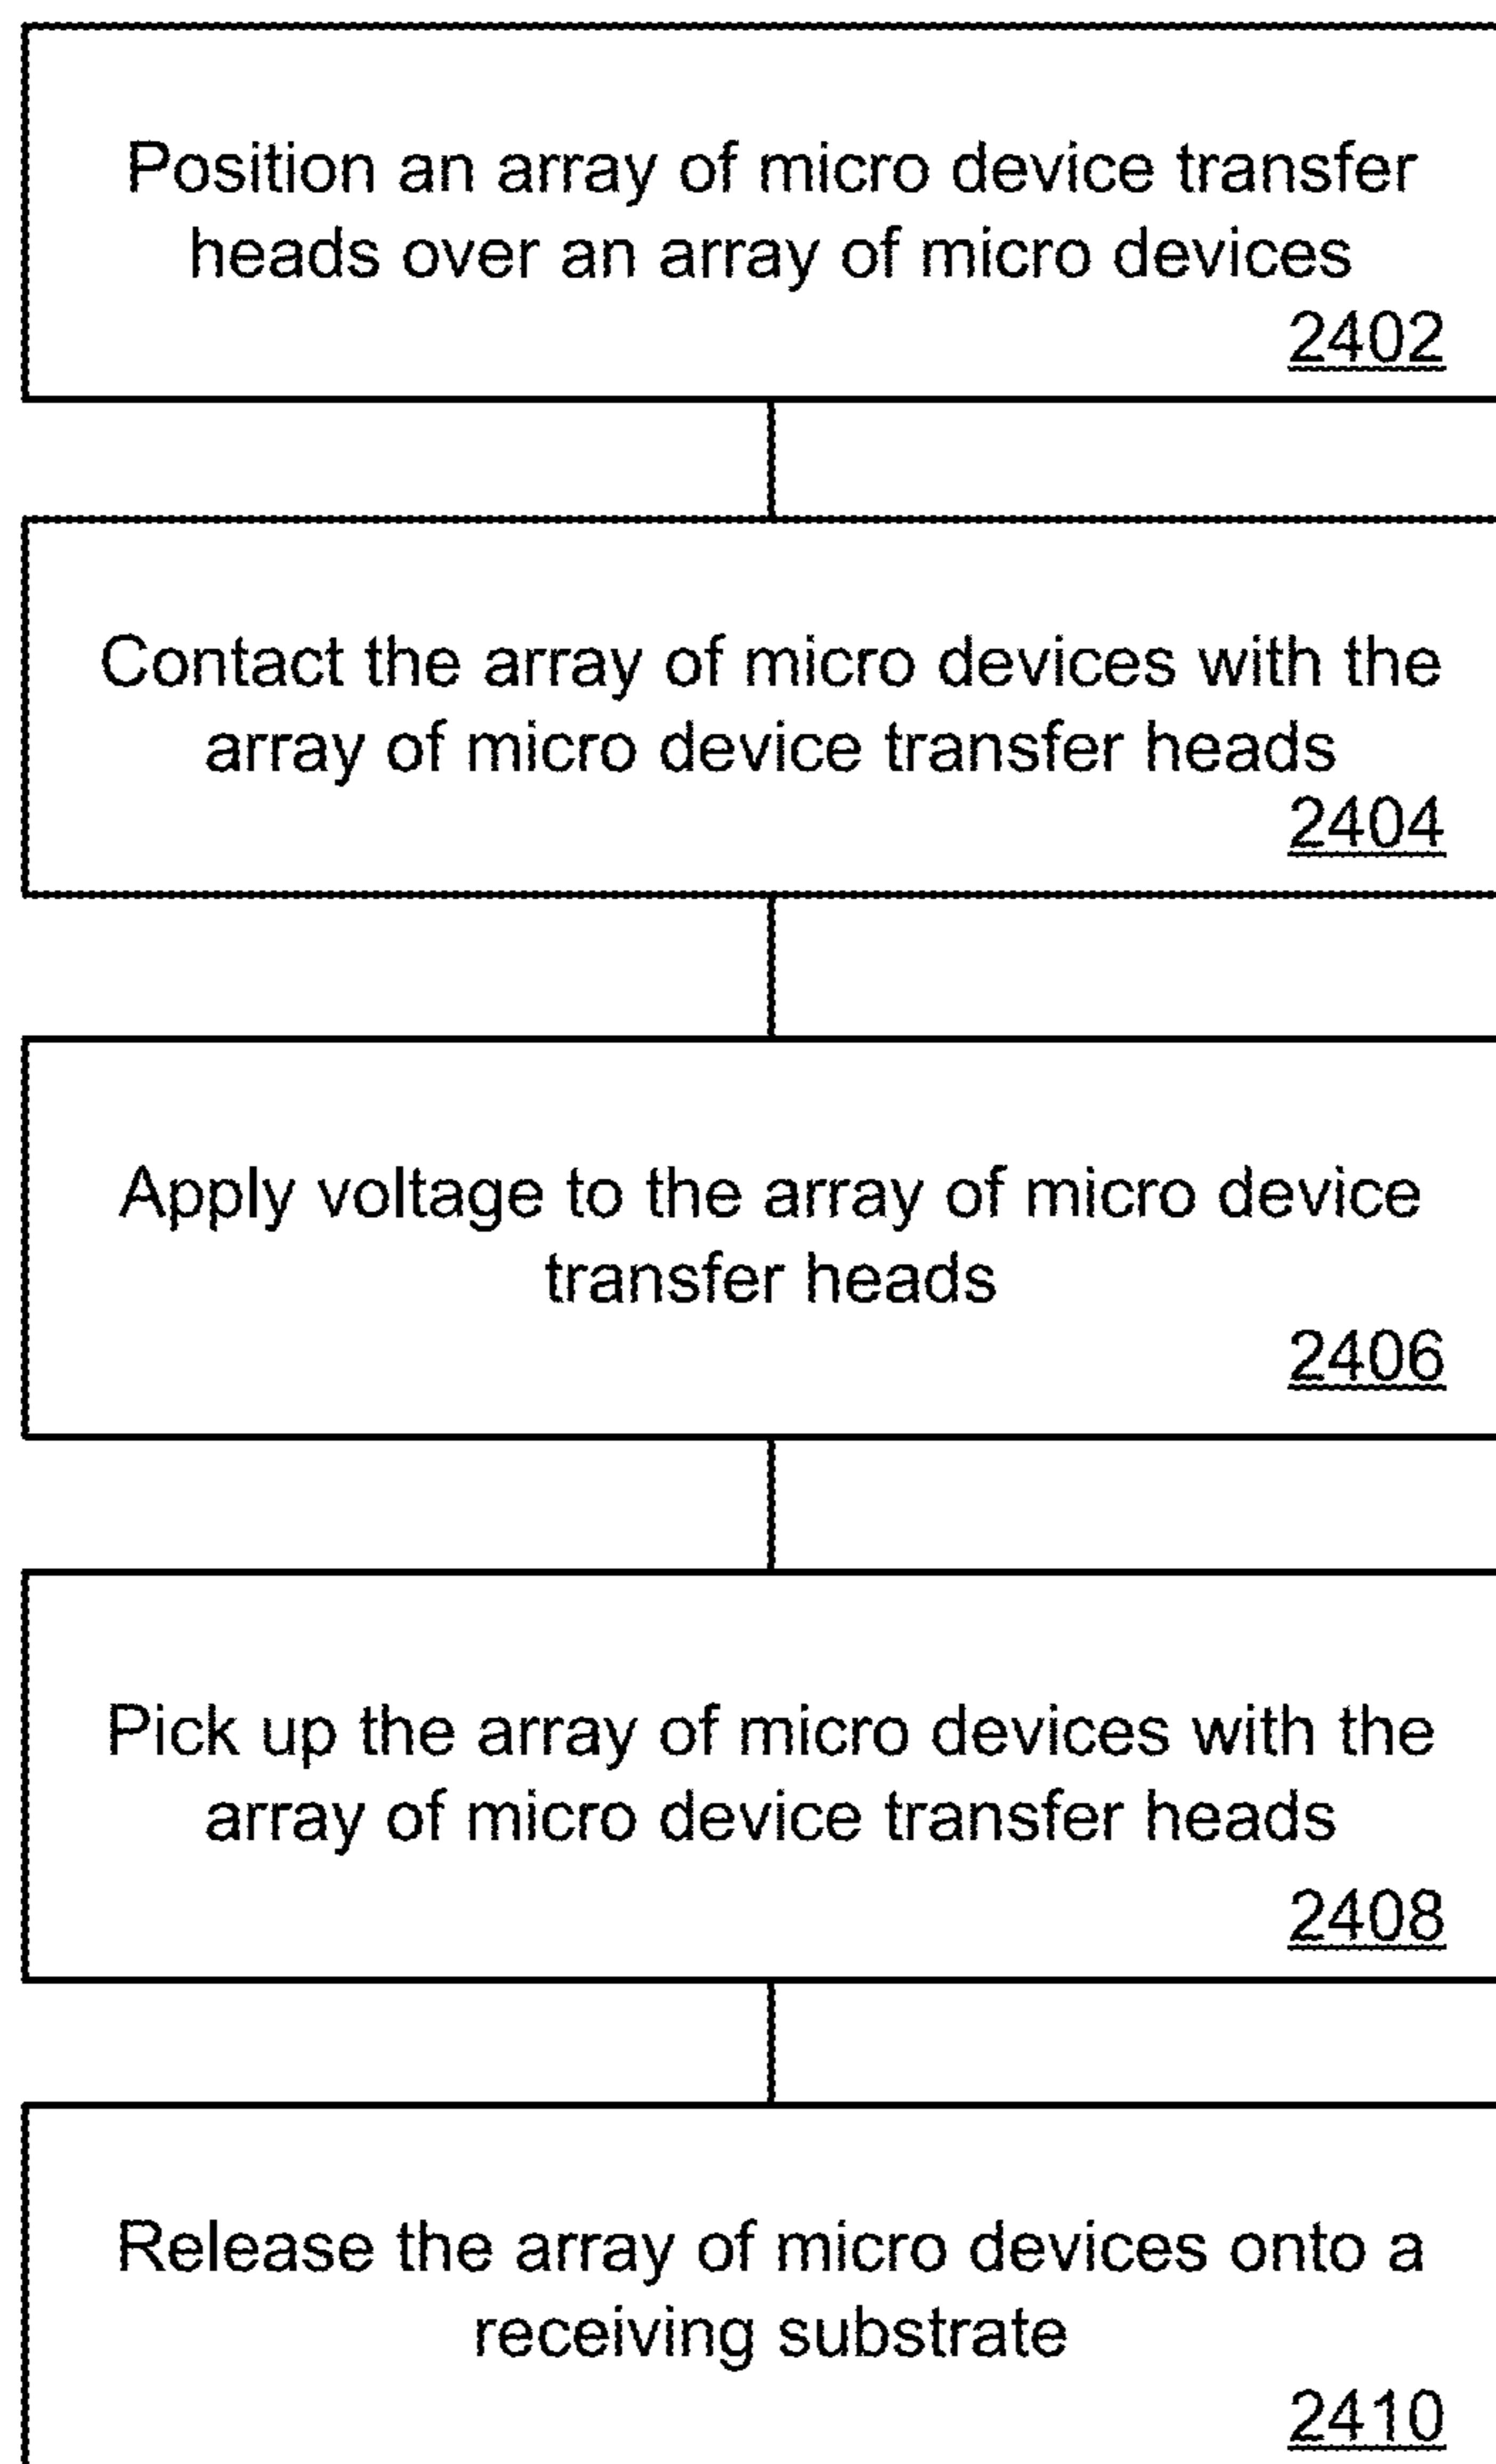 Position an array of micro device transfer
heads over an array of micro devices
2402
Contact the array of micro devices with the
array of micro device transfer heads
2404
Apply voltage to the array of micro device
transfer heads
2406
Pick up the array of micro devices with the
array of micro device transfer heads
2408
Release the array of micro devices onto a
receiving substrate
2410